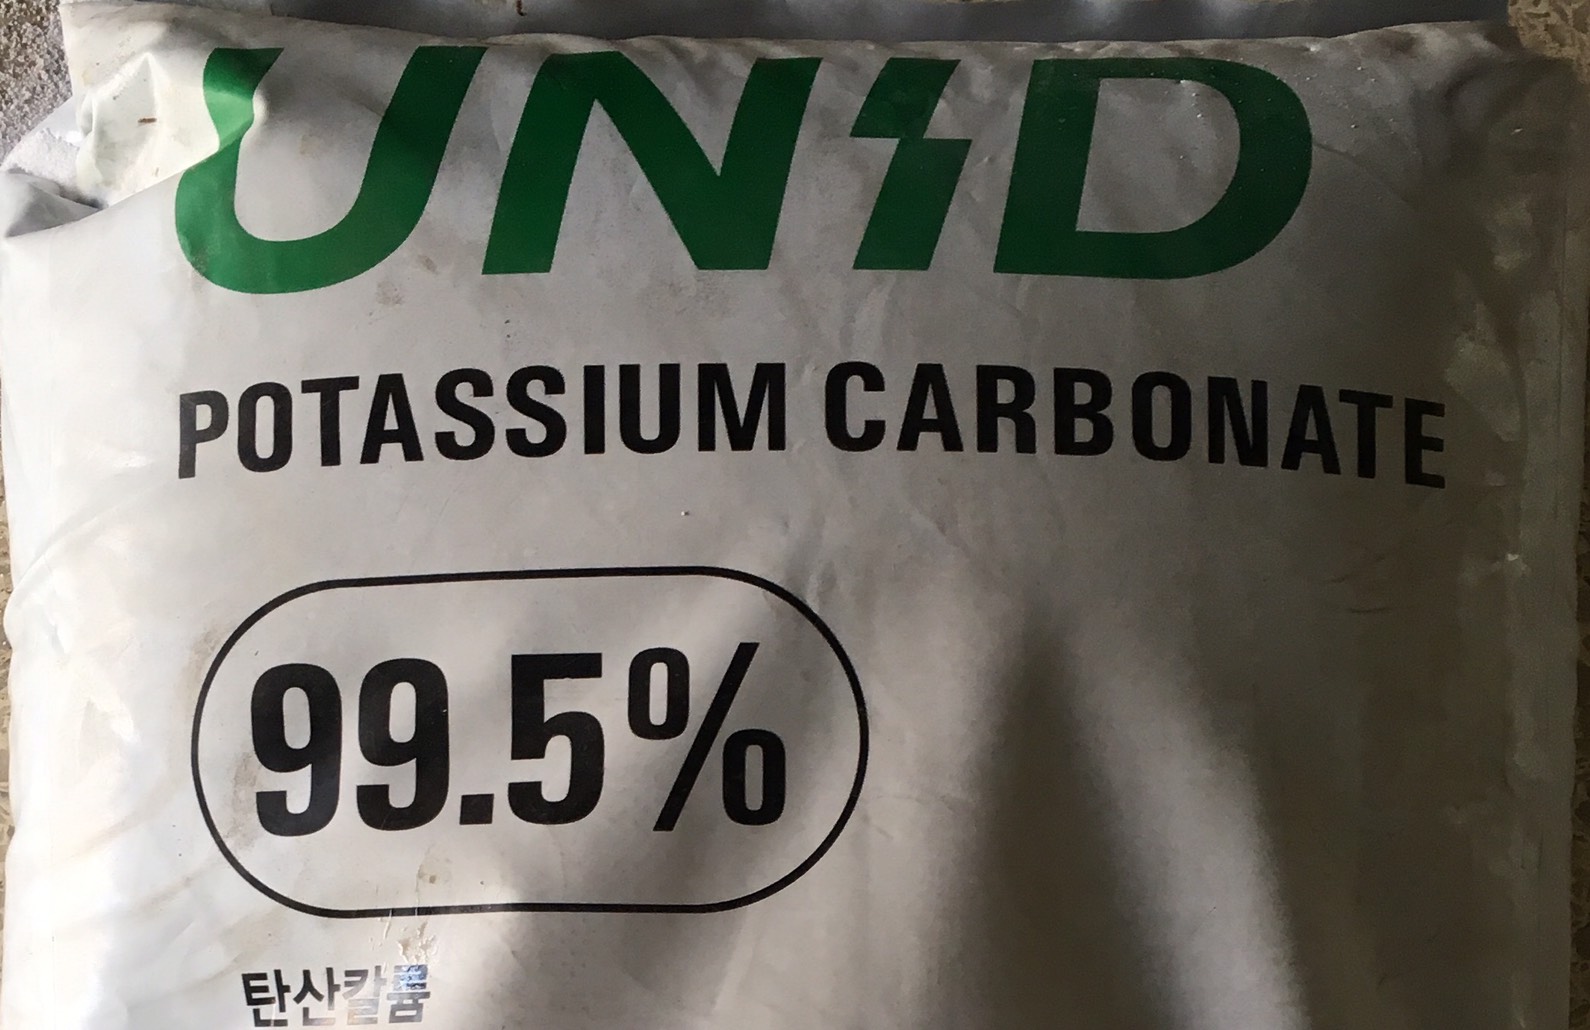 UNID
POTASSIUM CARBONATE
99.5%
탄산칼륨